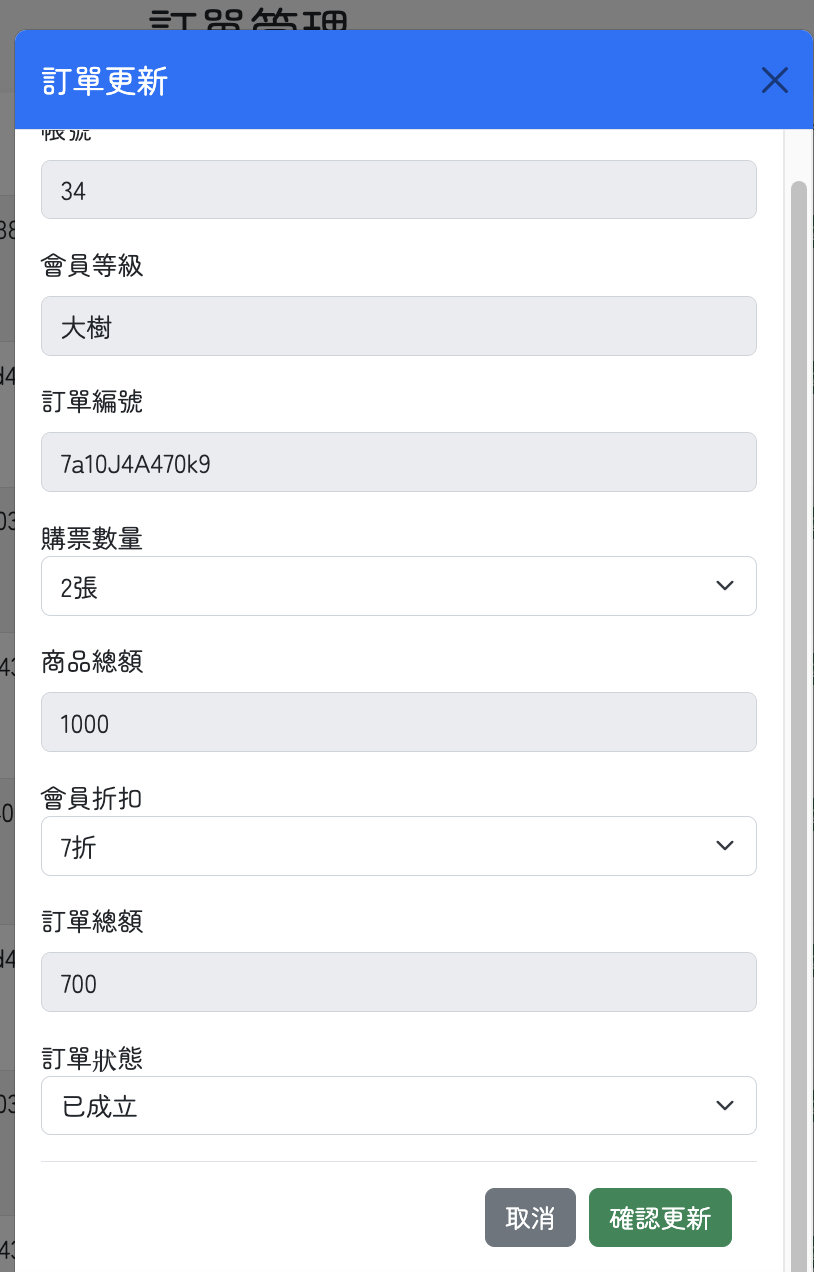 訂單管理
訂單更新
帳號
34
會員等級
大樹
訂單編號
7a10J4A470k9
購票數量
2張
商品總額
1000
會員折扣
7折
訂單總額
700
訂單狀態
已成立
取消
確認更新